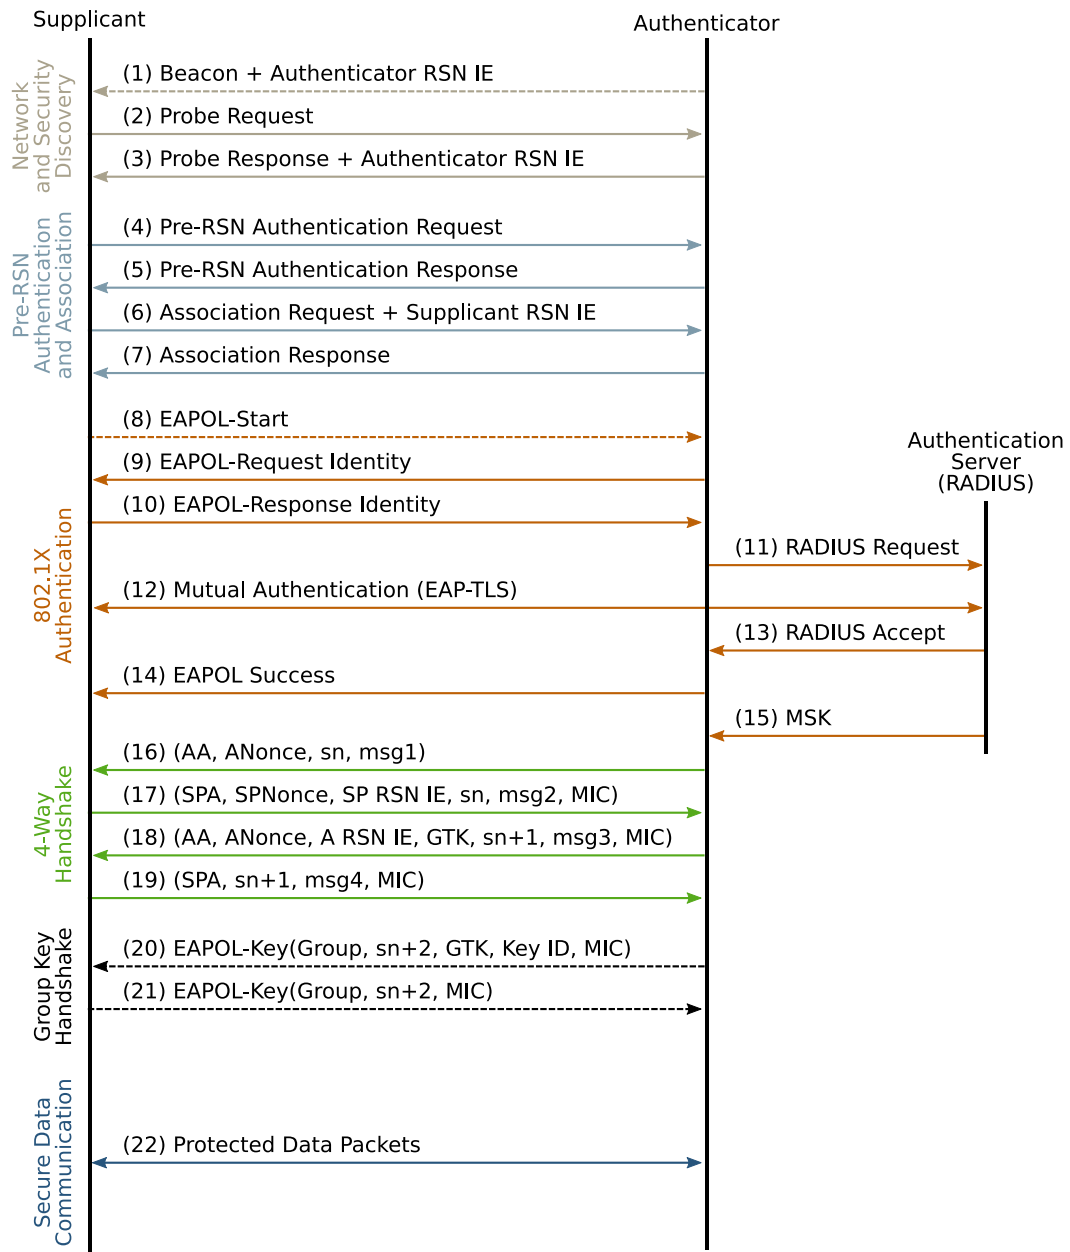 Supplicant
Authenticator
Network
and Security
Discovery
(1) Beacon + Authenticator RSN IE
(2) Probe Request
(3) Probe Response + Authenticator RSN IE
Pre-RSN
Authentication
and Association
(4) Pre-RSN Authentication Request
(5) Pre-RSN Authentication Response
(6) Association Request + Supplicant RSN IE
(7) Association Response
802.1X
Authentication
(8) EAPOL-Start
Authentication
Server
(RADIUS)
(9) EAPOL-Request Identity
(10) EAPOL-Response Identity
(11) RADIUS Request
(12) Mutual Authentication (EAP-TLS)
(13) RADIUS Accept
(14) EAPOL Success
(15) MSK
4-Way
Handshake
(16) (AA, ANonce, sn, msg1)
(17) (SPA, SPNonce, SP RSN IE, sn, msg2, MIC)
(18) (AA, ANonce, A RSN IE, GTK, sn+1, msg3, MIC)
(19) (SPA, sn+1, msg4, MIC)
Group Key
Handshake
(20) EAPOL-Key(Group, sn+2, GTK, Key ID, MIC)
(21) EAPOL-Key(Group, sn+2, MIC)
Secure Data
Communication
(22) Protected Data Packets